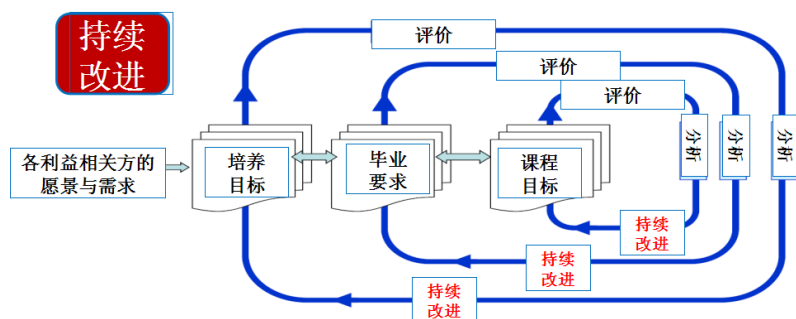 持续
改进
评价
评价
评价
各利益相关方的
愿景与需求
培养
目标
毕业
要求
课程
目标
分析
分析
分析
持续
改进
持续
改进
持续
改进